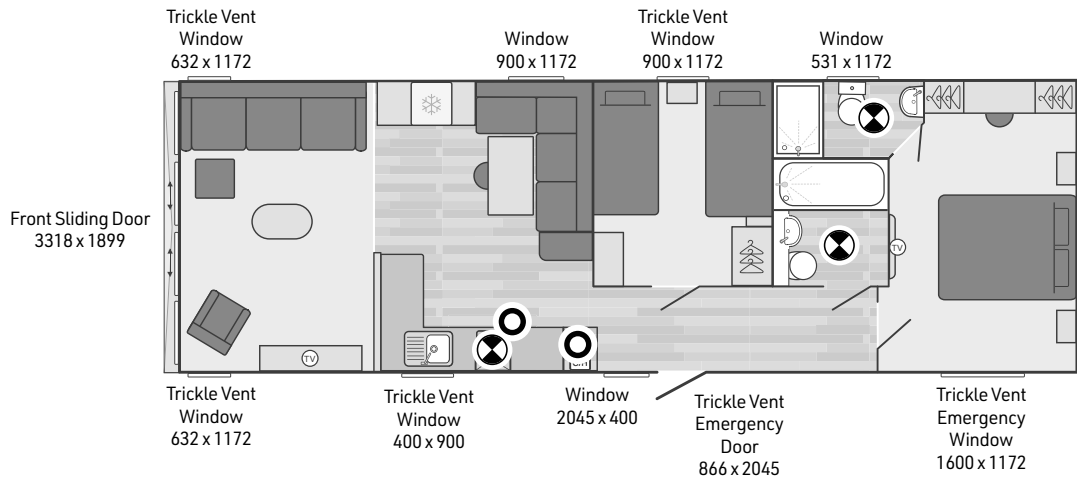 Trickle Vent
Window
632 x 1172
Window
900 x 1172
Trickle Vent
Window
900 x 1172
Window
531 x 1172
Front Sliding Door
3318 x 1899
TV
TV
Trickle Vent
Window
632 x 1172
Trickle Vent
Window
400 x 900
Window
2045 x 400
Trickle Vent
Emergency
Door
866 x 2045
Trickle Vent
Emergency
Window
1600 x 1172